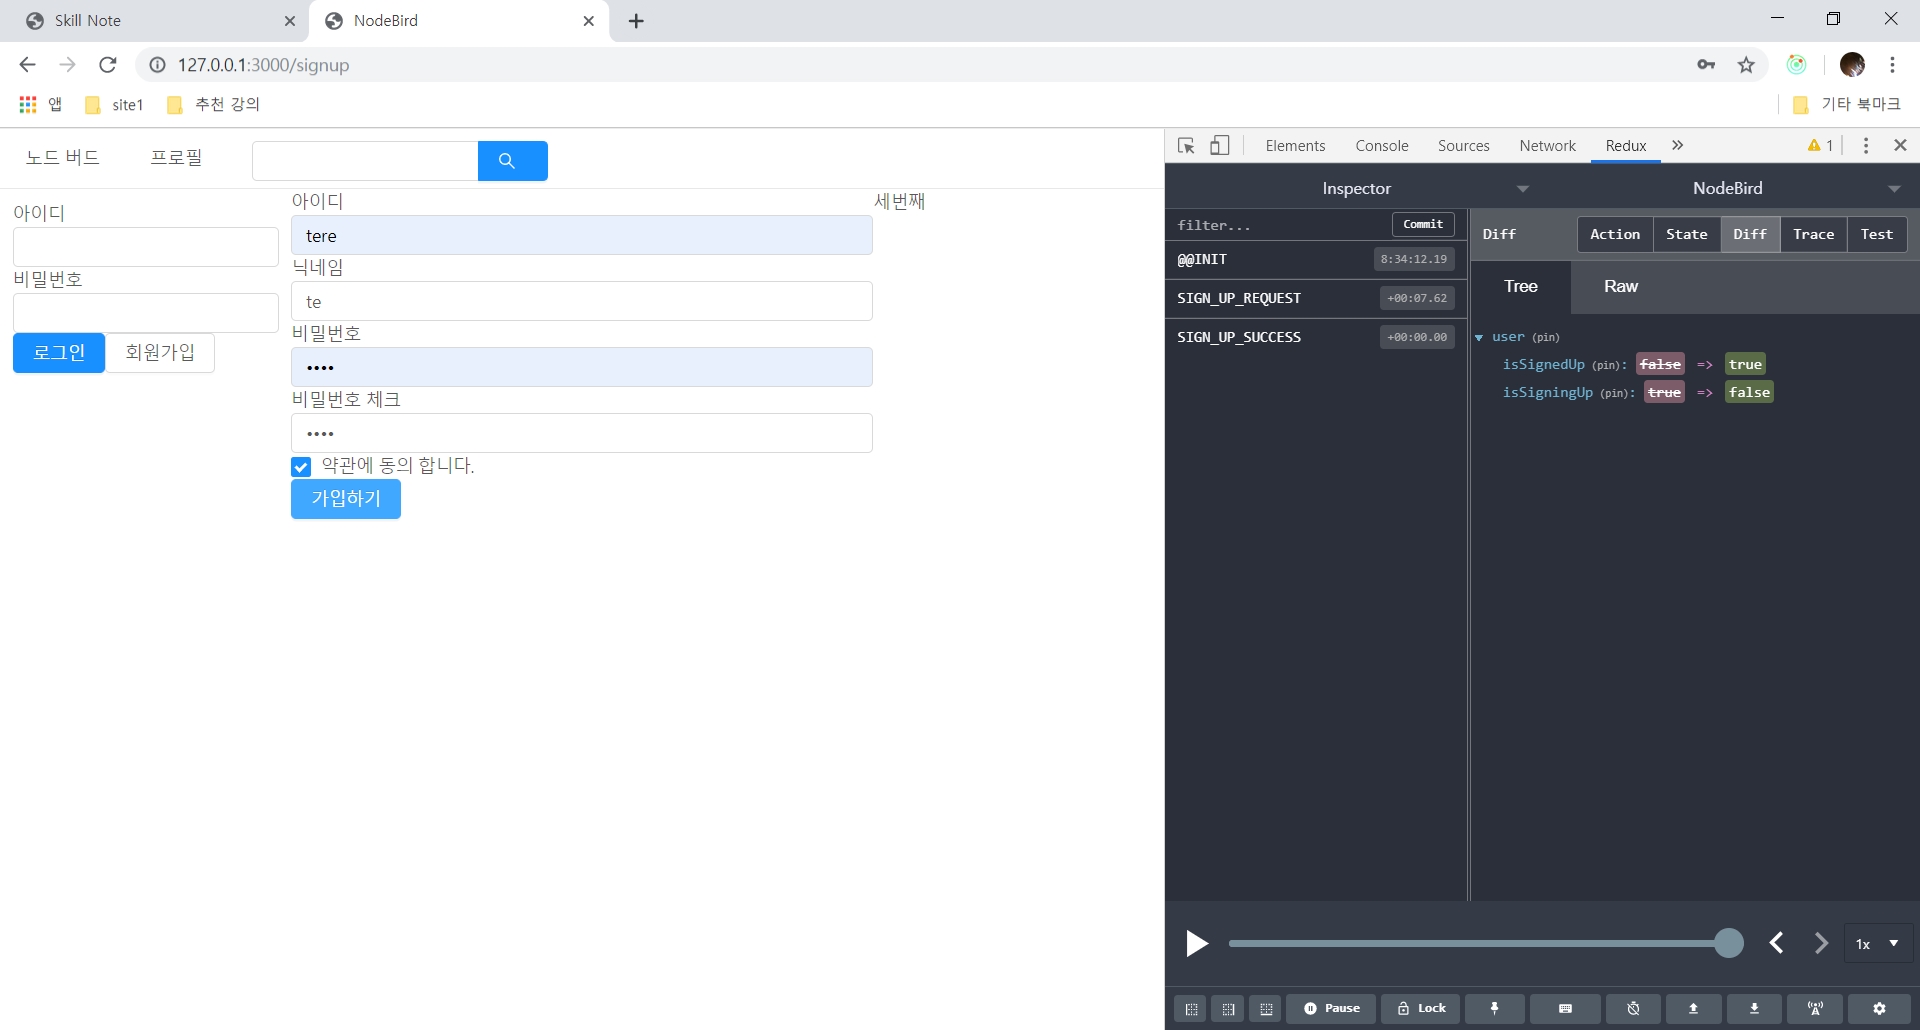 Skill Note
NodeBird
127.0.0.1:3000/signup
앱
site1
추천 강의
기타 북마크
노드 버드
프로필
아이디
비밀번호
로그인
회원가입
아이디
tere
닉네임
te
비밀번호
••••
비밀번호 체크
••••
약관에 동의 합니다.
가입하기
세번째
Elements
Console
Sources
Network
Redux
1
Inspector
NodeBird
filter...
Commit
@@INIT
8:34:12.19
SIGN_UP_REQUEST
+00:07.62
SIGN_UP_SUCCESS
+00:00.00
Diff
Action
State
Diff
Trace
Test
Tree
Raw
user (pin)
isSignedUp (pin): false => true
isSigningUp (pin): true => false
1x
Pause
Lock